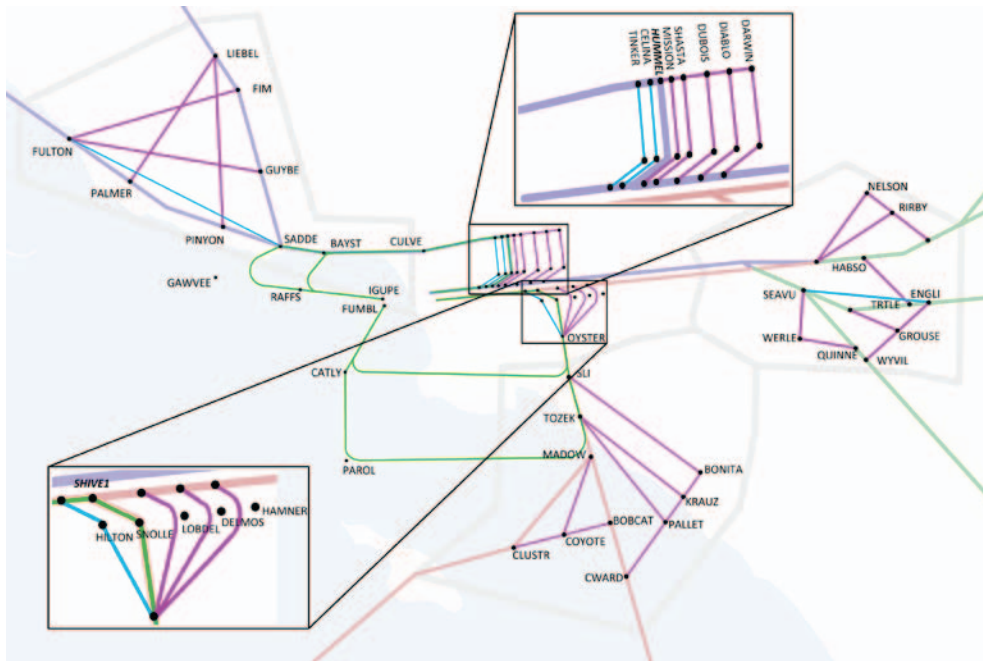 LIEBEL
FIM
FULTON
PALMER
GUYBE
PINYON
SADDE
BAYST
CULVE
GAWVEE
RAFFS
IGUPE
FUMBL
CATLY
PAROL
TINKER
CELINA
HUMMEL
MISSION
SHASTA
DUBOIS
DIABLO
DARWIN
NELSON
RIRBY
HABSO
SEAVU
TRTLE
ENGLI
WERLE
GROUSE
QUINNE
WYVIL
OYSTER
SLI
TOZEK
MADOW
BONITA
KRAUZ
PALLET
BOBCAT
COYOTE
CLUSTR
CWARD
SHIVE1
HILTON
SNOLLE
LOBDEL
DELMOS
HAMNER